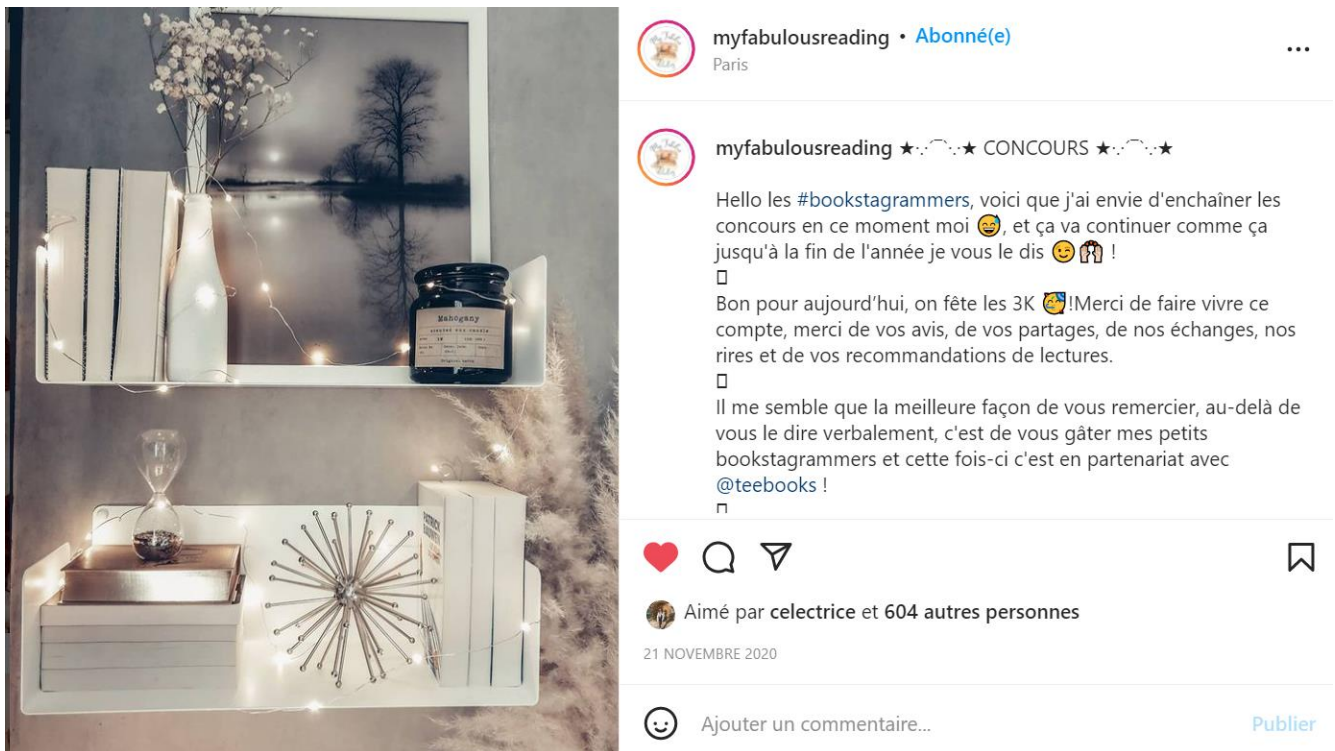 myfabulousreading • Abonné(e)
Paris
myfabulousreading ★·.·´¯`·.·★ CONCOURS ★·.·´¯`·.·★
Hello les #bookstagrammers, voici que j'ai envie d'enchaîner les
concours en ce moment moi 😅, et ça va continuer comme ça
jusqu'à la fin de l'année je vous le dis 😉🙌🏻 !
Bon pour aujourd'hui, on fête les 3K 🥳!Merci de faire vivre ce
compte, merci de vos avis, de vos partages, de nos échanges, nos
rires et de vos recommandations de lectures.
Il me semble que la meilleure façon de vous remercier, au-delà de
vous le dire verbalement, c'est de vous gâter mes petits
bookstagrammers et cette fois-ci c'est en partenariat avec
@teebooks !
Aimé par celectrice et 604 autres personnes
21 NOVEMBRE 2020
Ajouter un commentaire...
Publier
Mahogany
scented soy candle